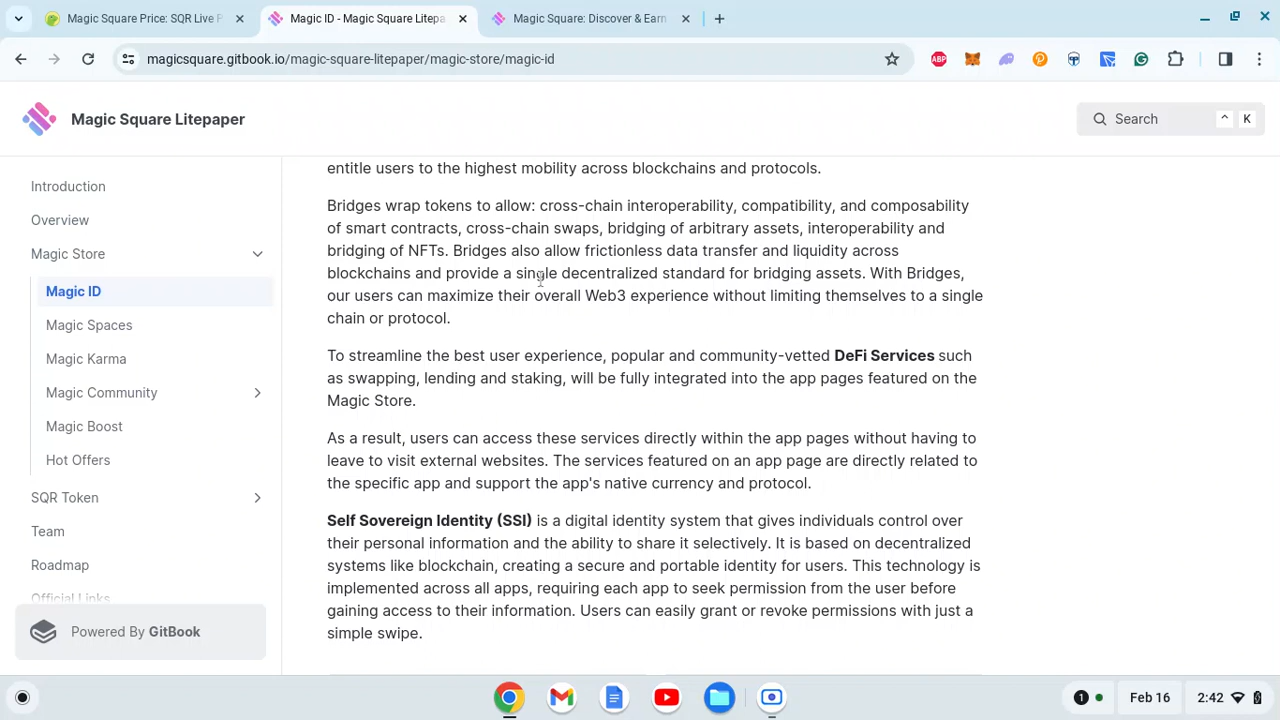 Magic Square Price: SQR Live P
Magic ID - Magic Square Litepa
Magic Square: Discover & Earn
magicsquare.gitbook.io/magic-square-litepaper/magic-store/magic-id
ABP
Magic Square Litepaper
Search
^ K
Introduction
Overview
Magic Store
Magic ID
Magic Spaces
Magic Karma
Magic Community
Magic Boost
Hot Offers
SQR Token
Team
Roadmap
Official Links
Powered By GitBook
entitle users to the highest mobility across blockchains and protocols.
Bridges wrap tokens to allow: cross-chain interoperability, compatibility, and composability
of smart contracts, cross-chain swaps, bridging of arbitrary assets, interoperability and
bridging of NFTs. Bridges also allow frictionless data transfer and liquidity across
blockchains and provide a single decentralized standard for bridging assets. With Bridges,
our users can maximize their overall Web3 experience without limiting themselves to a single
chain or protocol.
To streamline the best user experience, popular and community-vetted DeFi Services such
as swapping, lending and staking, will be fully integrated into the app pages featured on the
Magic Store.
As a result, users can access these services directly within the app pages without having to
leave to visit external websites. The services featured on an app page are directly related to
the specific app and support the app's native currency and protocol.
Self Sovereign Identity (SSI) is a digital identity system that gives individuals control over
their personal information and the ability to share it selectively. It is based on decentralized
systems like blockchain, creating a secure and portable identity for users. This technology is
implemented across all apps, requiring each app to seek permission from the user before
gaining access to their information. Users can easily grant or revoke permissions with just a
simple swipe.
1
Feb 16
2:42